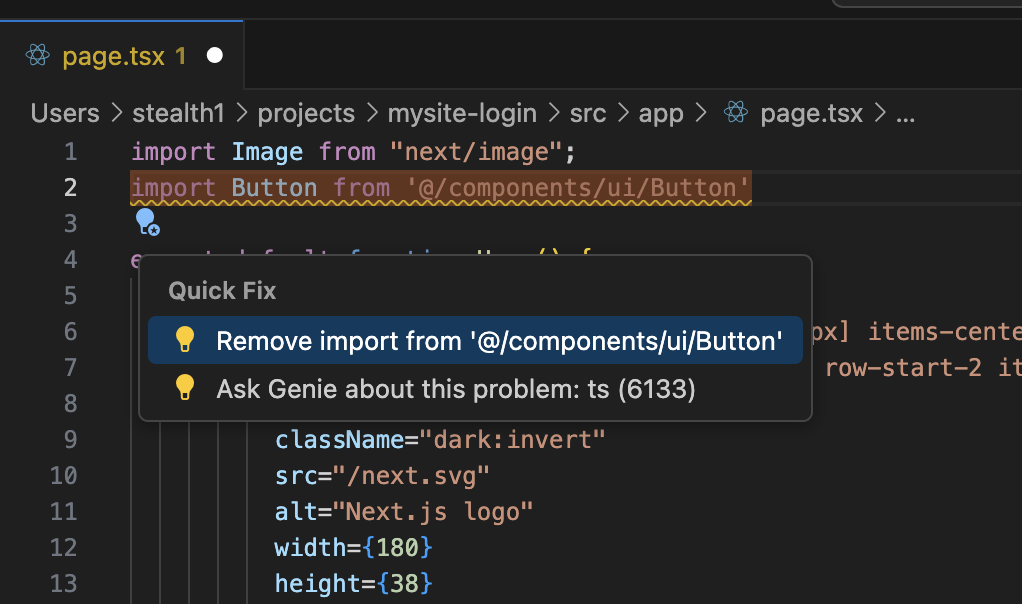 page.tsx 1
Users > stealth1 > projects > mysite-login > src > app > page.tsx > ...
1 import Image from "next/image";
2 import Button from '@/components/ui/Button'
3
4
5
Quick Fix
6 Remove import from '@/components/ui/Button' px] items-cente
7 Ask Genie about this problem: ts (6133) row-start-2 it
8
9 className="dark:invert"
10 src="/next.svg"
11 alt="Next.js logo"
12 width={180}
13 height={38}